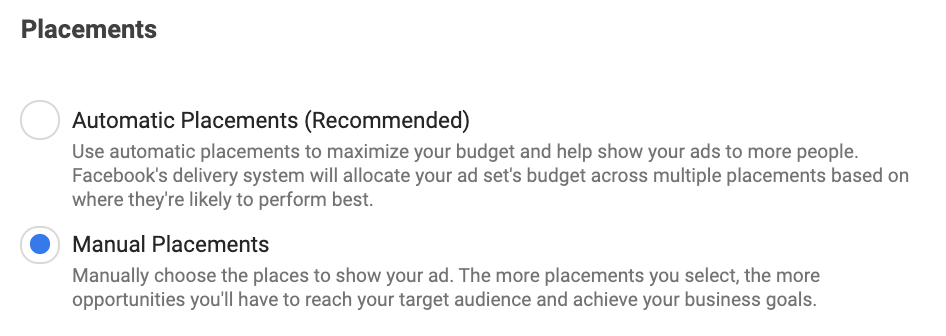 Placements
Automatic Placements (Recommended)
Use automatic placements to maximize your budget and help show your ads to more people.
Facebook's delivery system will allocate your ad set's budget across multiple placements based on
where they're likely to perform best.
Manual Placements
Manually choose the places to show your ad. The more placements you select, the more
opportunities you'll have to reach your target audience and achieve your business goals.